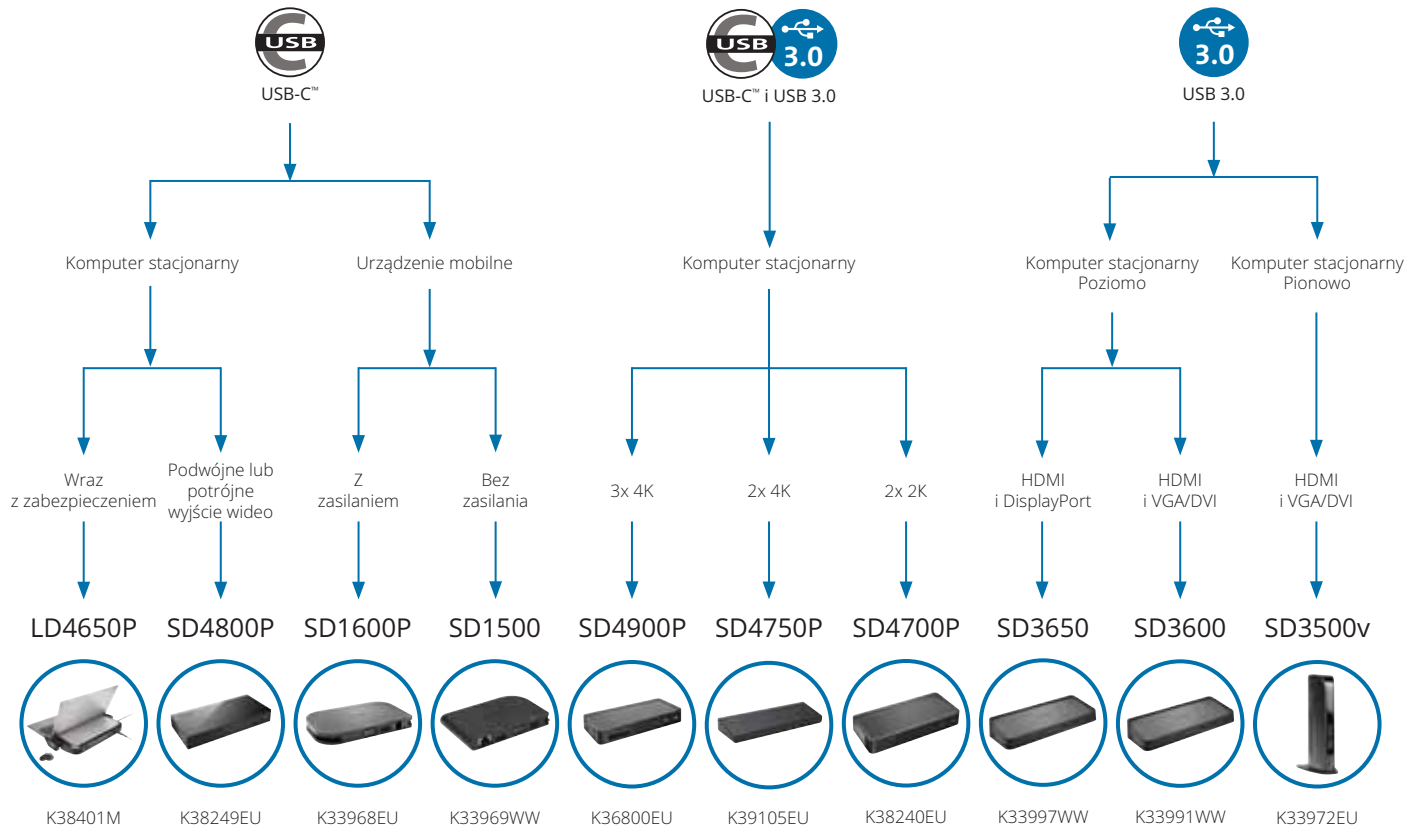 USB
USB-C™
USB
3.0
USB-C™ i USB 3.0
3.0
USB 3.0
Komputer stacjonarny
Urządzenie mobilne
Komputer stacjonarny
Komputer stacjonarny
Poziomo
Komputer stacjonarny
Pionowo
Wraz
z zabezpieczeniem
Podwójne lub
potrójne
wyjście wideo
Z
zasilaniem
Bez
zasilania
3x 4K
2x 4K
2x 2K
HDMI
i DisplayPort
HDMI
i VGA/DVI
HDMI
i VGA/DVI
LD4650P
SD4800P
SD1600P
SD1500
SD4900P
SD4750P
SD4700P
SD3650
SD3600
SD3500v
K38401M
K38249EU
K33968EU
K33969WW
K36800EU
K39105EU
K38240EU
K33997WW
K33991WW
K33972EU